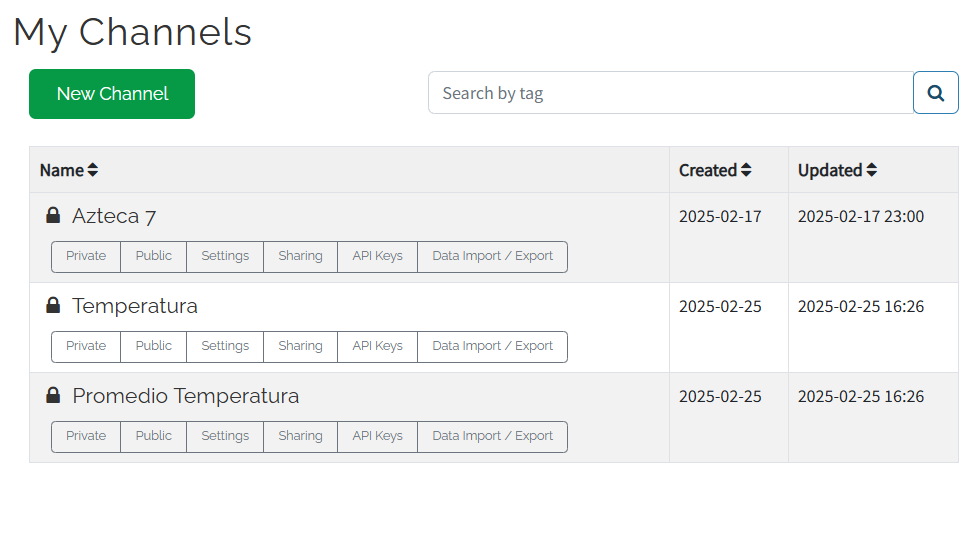 My Channels
New Channel
Search by tag
Name Created Updated
Azteca 7 2025-02-17 2025-02-17 23:00
Private Public Settings Sharing API Keys Data Import / Export
Temperatura 2025-02-25 2025-02-25 16:26
Private Public Settings Sharing API Keys Data Import / Export
Promedio Temperatura 2025-02-25 2025-02-25 16:26
Private Public Settings Sharing API Keys Data Import / Export